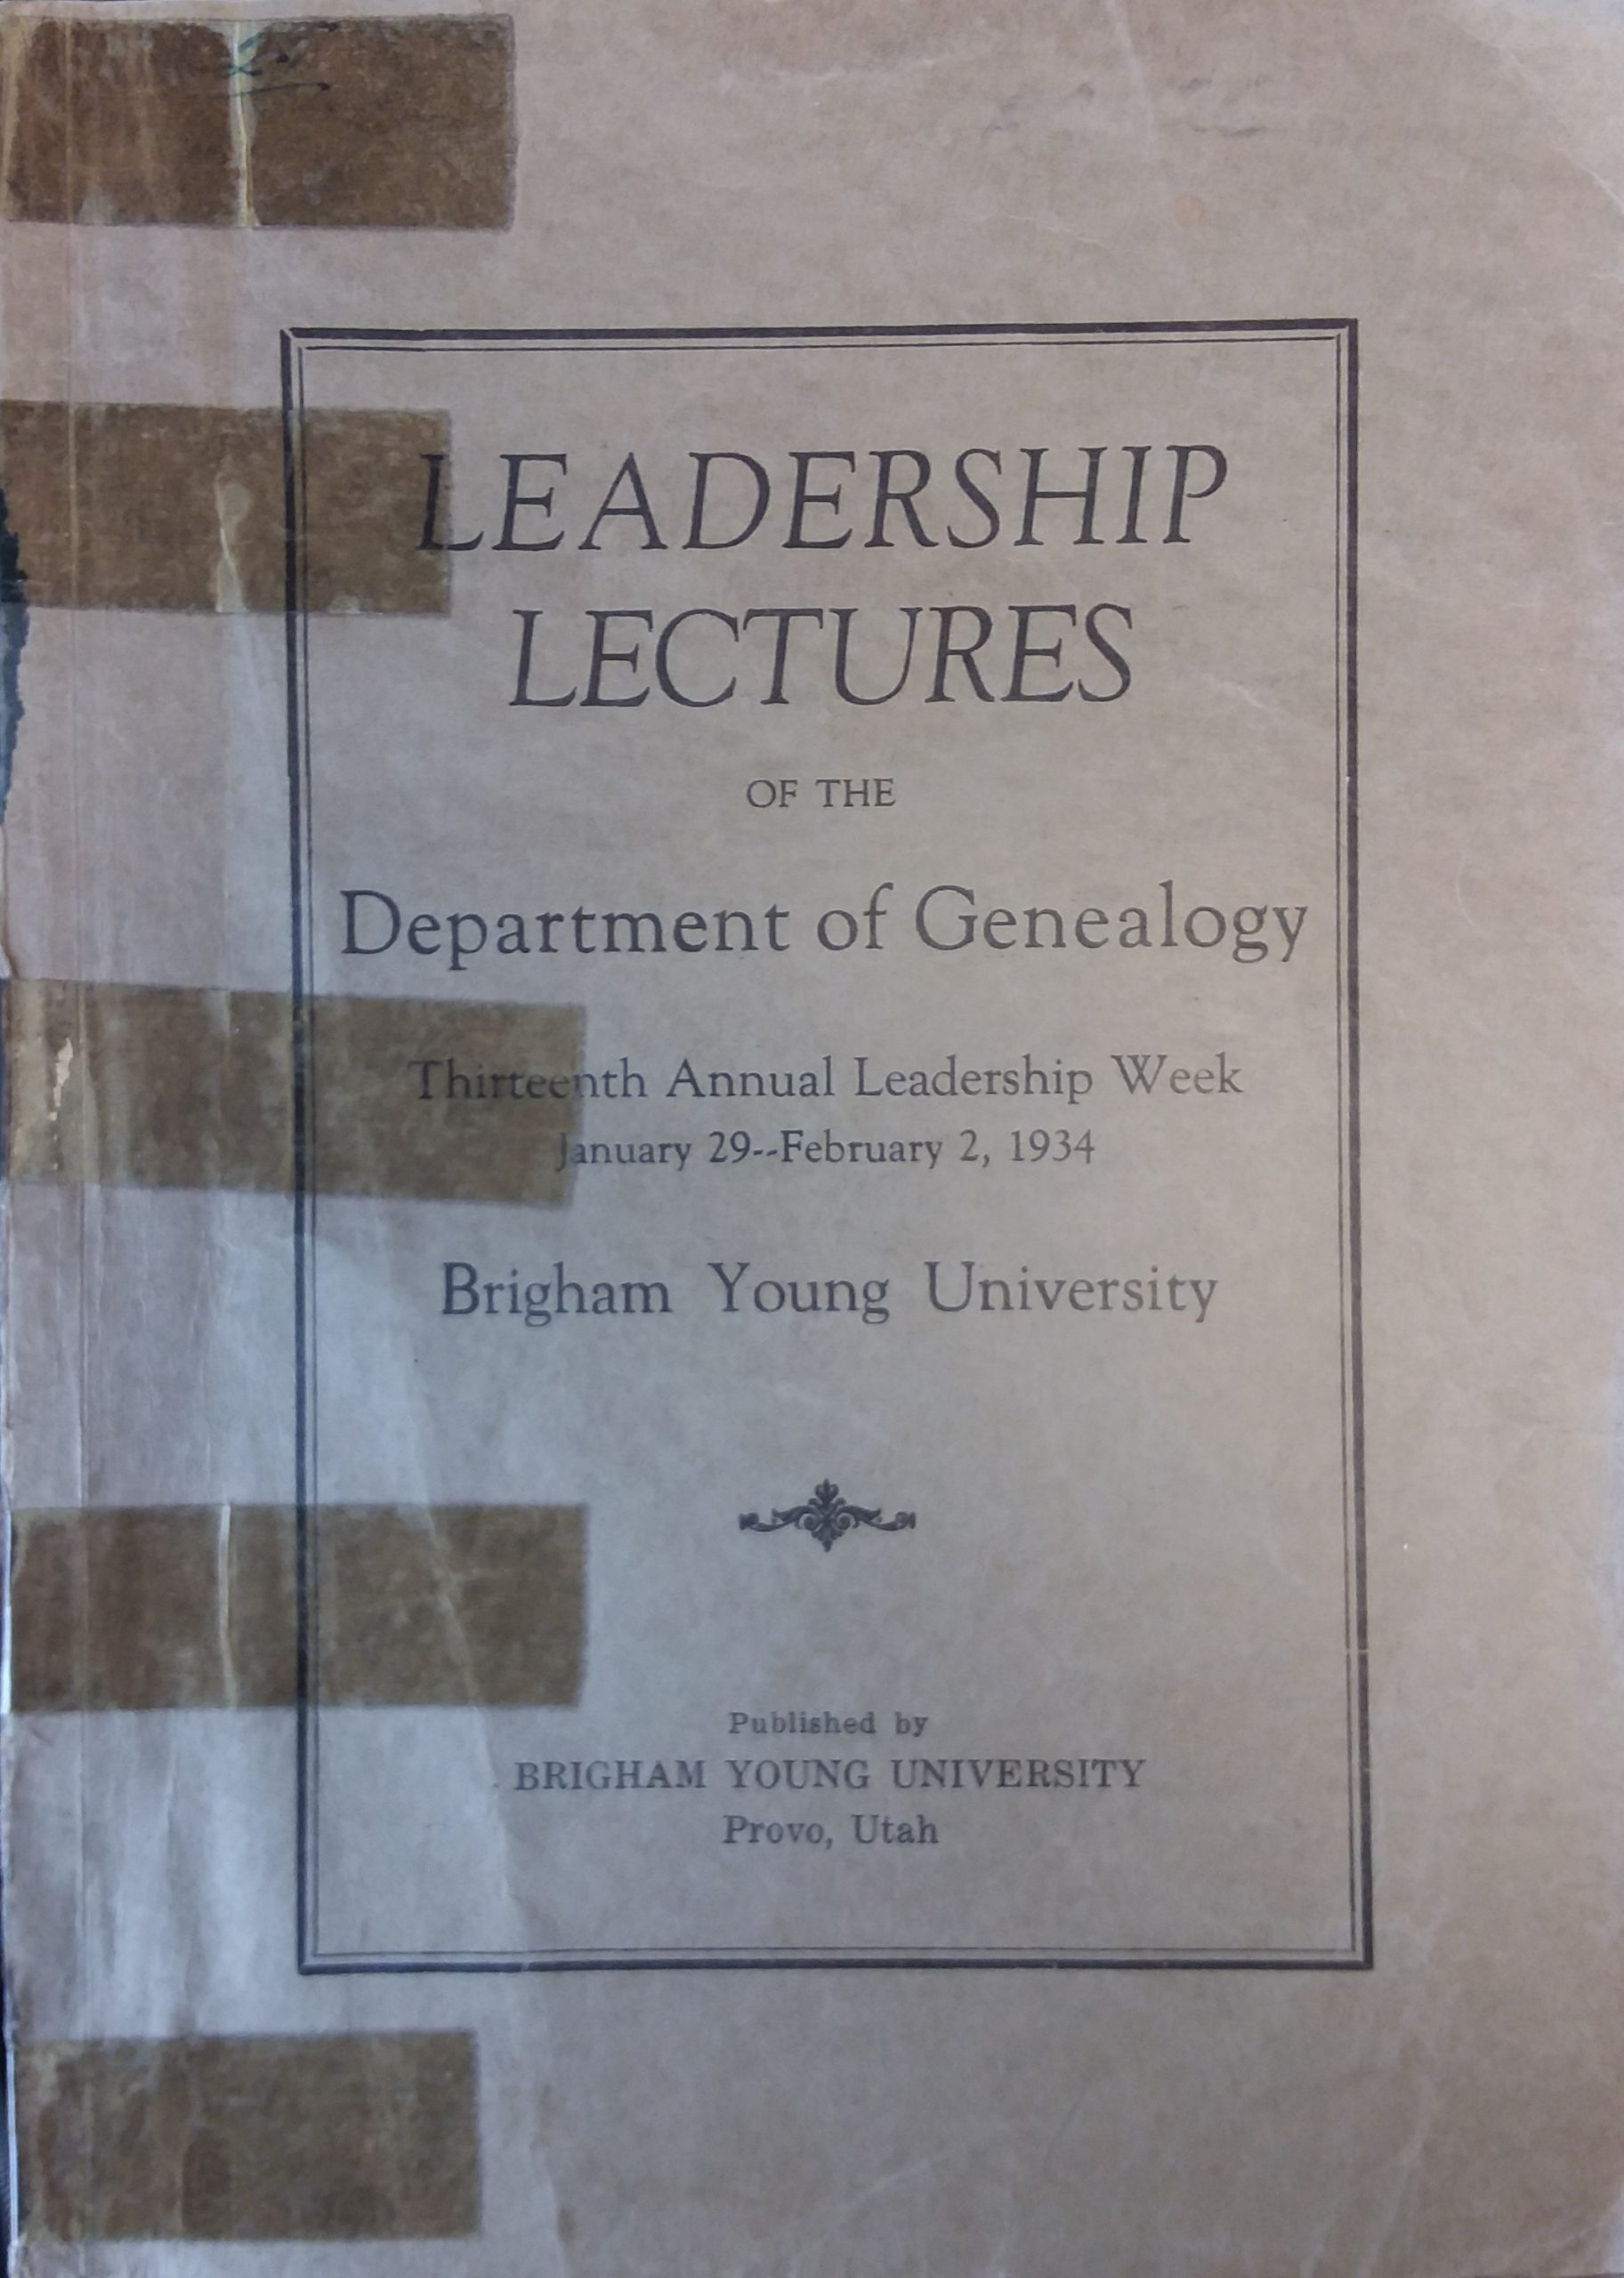 LEADERSHIP
LECTURES
OF THE
Department of Genealogy
Thirteenth Annual Leadership Week
January 29--February 2, 1934
Brigham Young University
Published by
BRIGHAM YOUNG UNIVERSITY
Provo, Utah